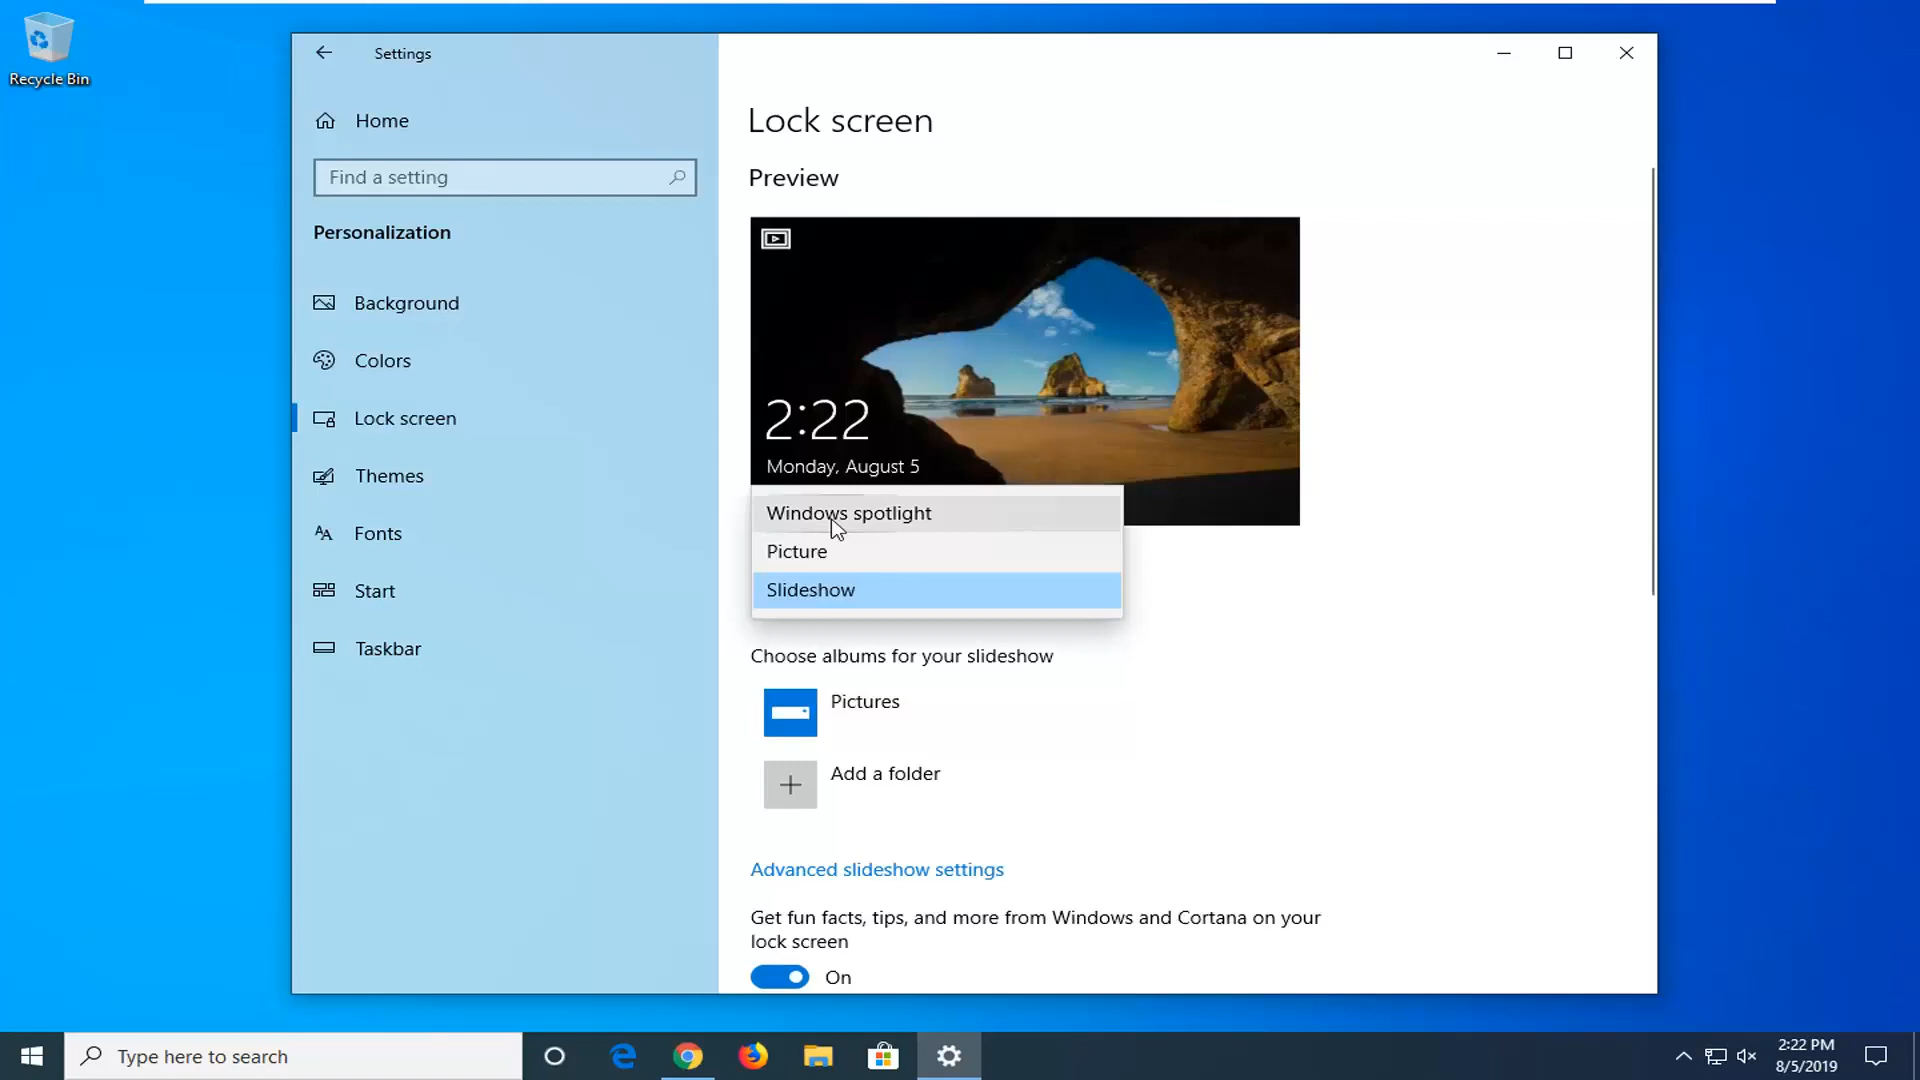 Recycle Bin
Settings
Home
Find a setting
Personalization
Background
Colors
Lock screen
Themes
Fonts
Start
Taskbar
Lock screen
Preview
2:22
Monday, August 5
Windows spotlight
Picture
Slideshow
Choose albums for your slideshow
Pictures
Add a folder
Advanced slideshow settings
Get fun facts, tips, and more from Windows and Cortana on your
lock screen
On
Type here to search
2:22 PM
8/5/2019